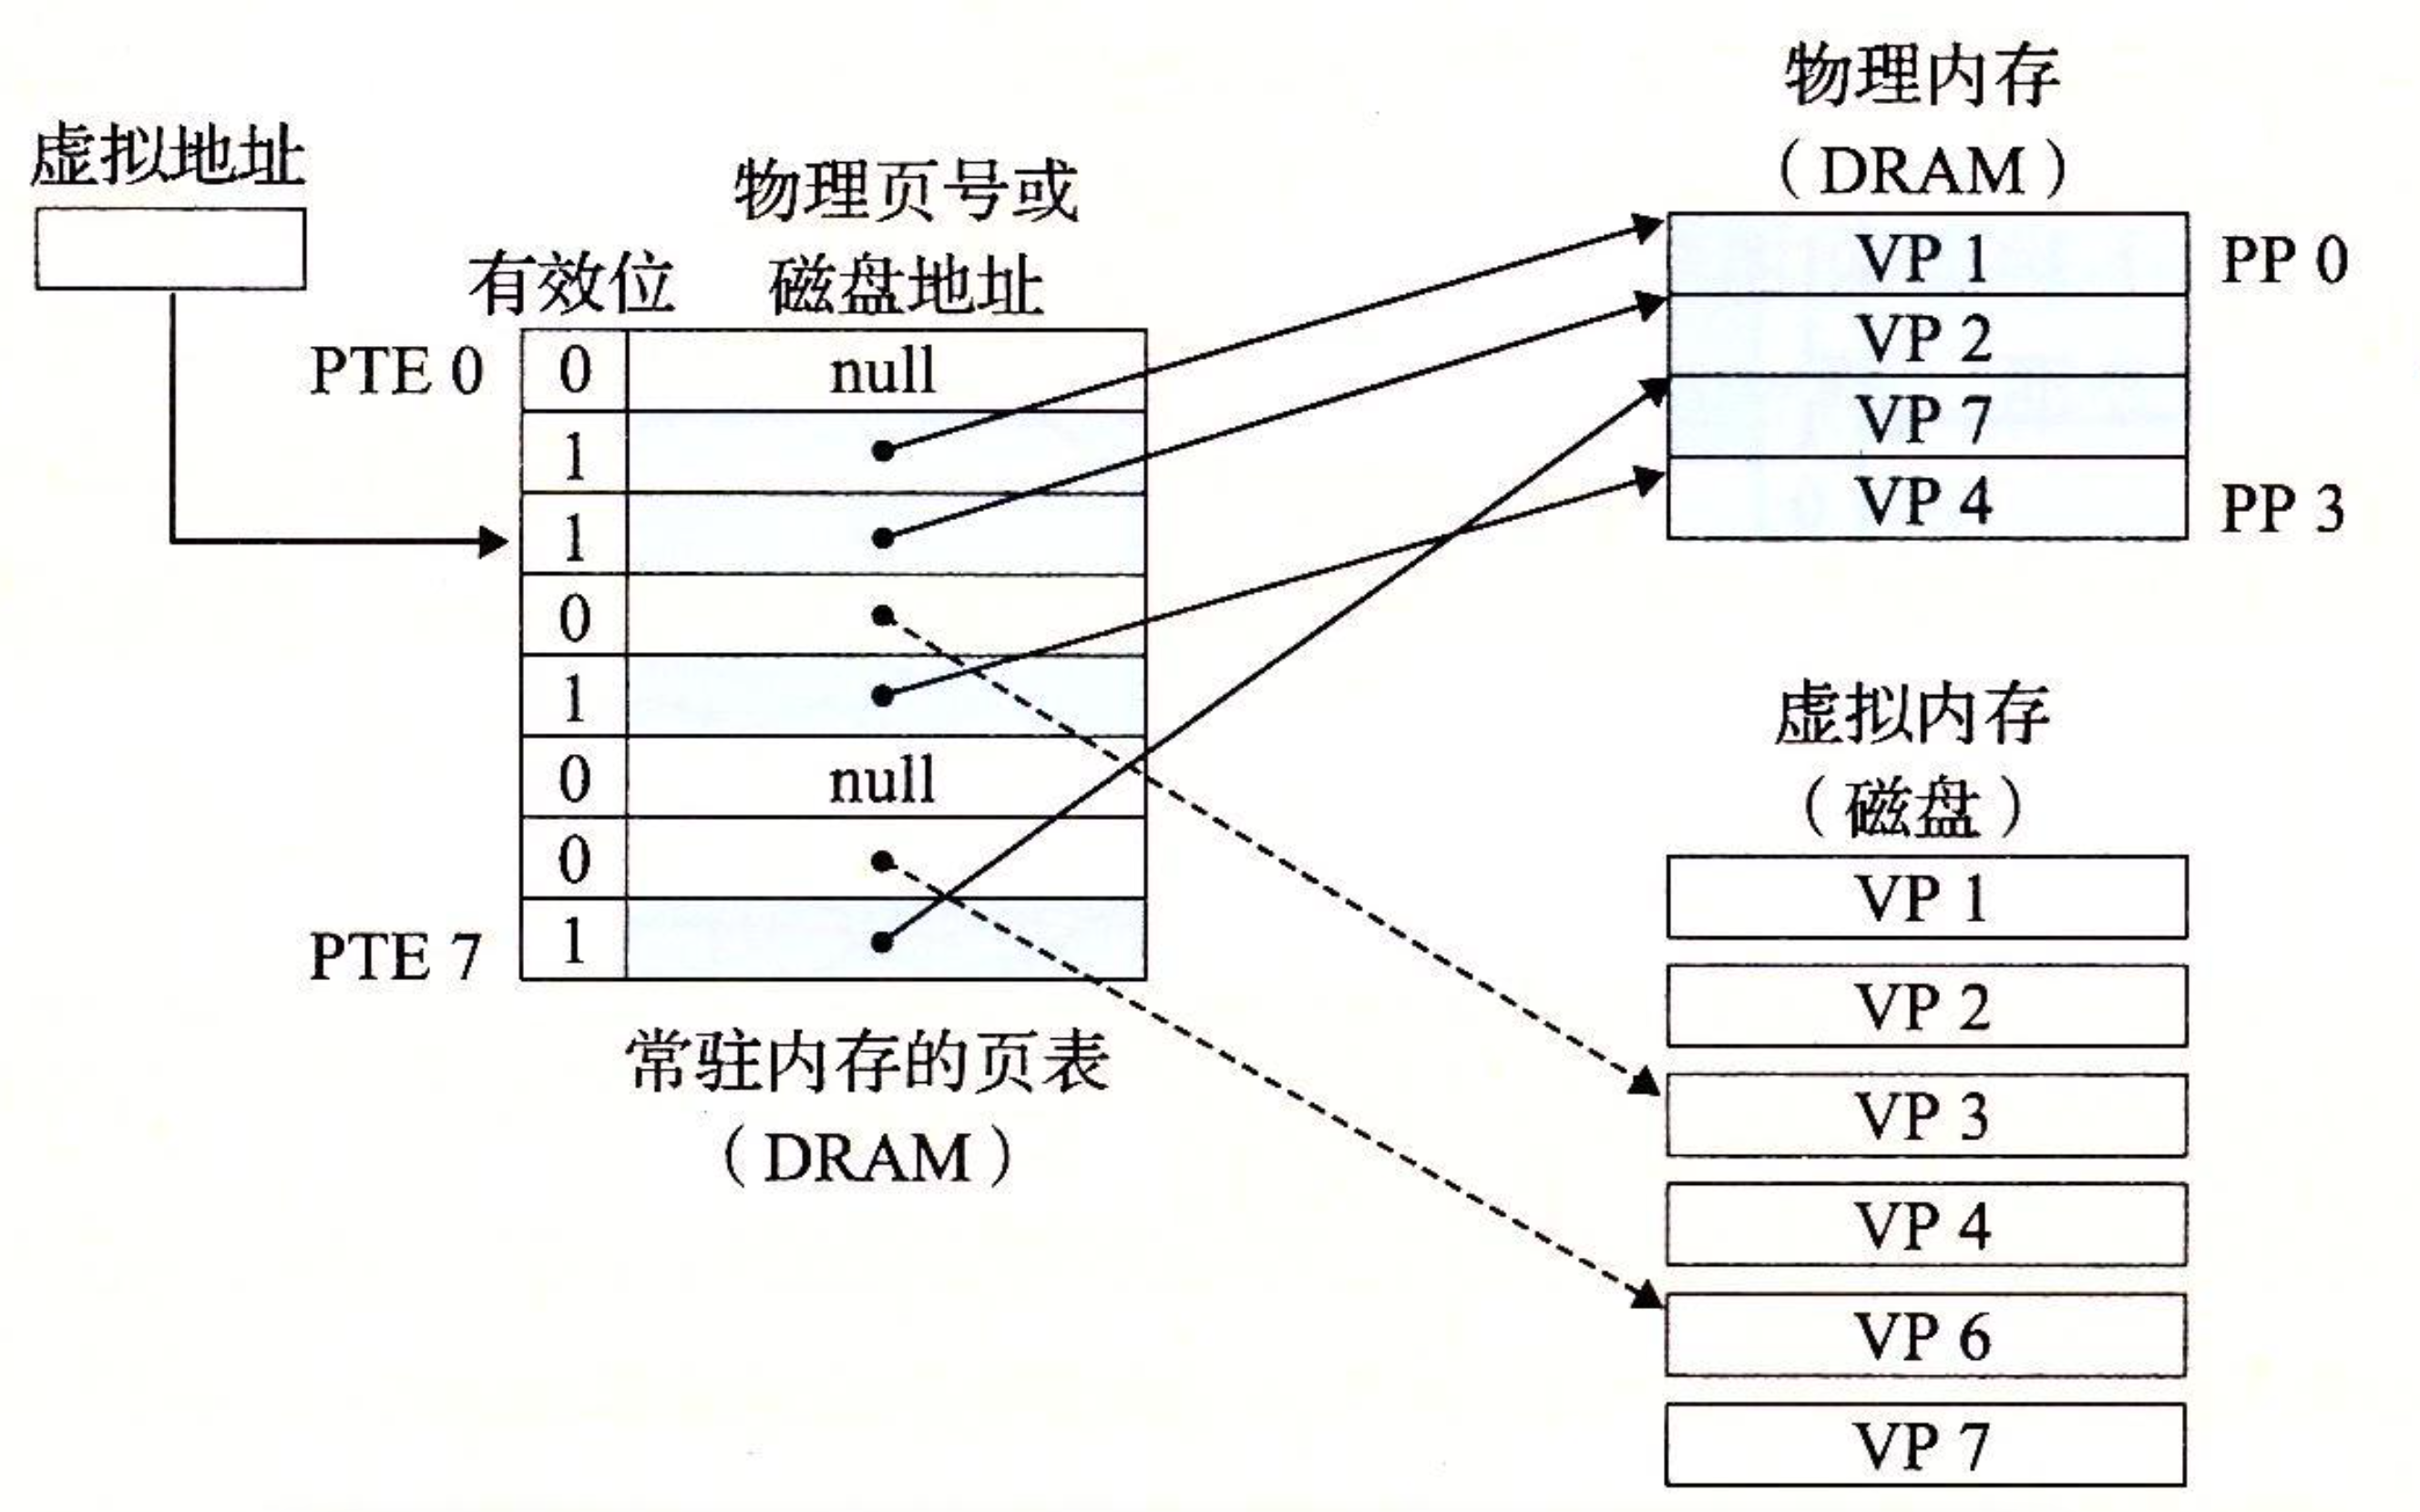 虚拟地址
有效位
物理页号或
磁盘地址
PTE 0
0
null
1
1
0
1
0
null
0
PTE 7
1
常驻内存的页表
（DRAM）
物理内存
（DRAM）
VP 1
PP 0
VP 2
VP 7
VP 4
PP 3
虚拟内存
（磁盘）
VP 1
VP 2
VP 3
VP 4
VP 6
VP 7